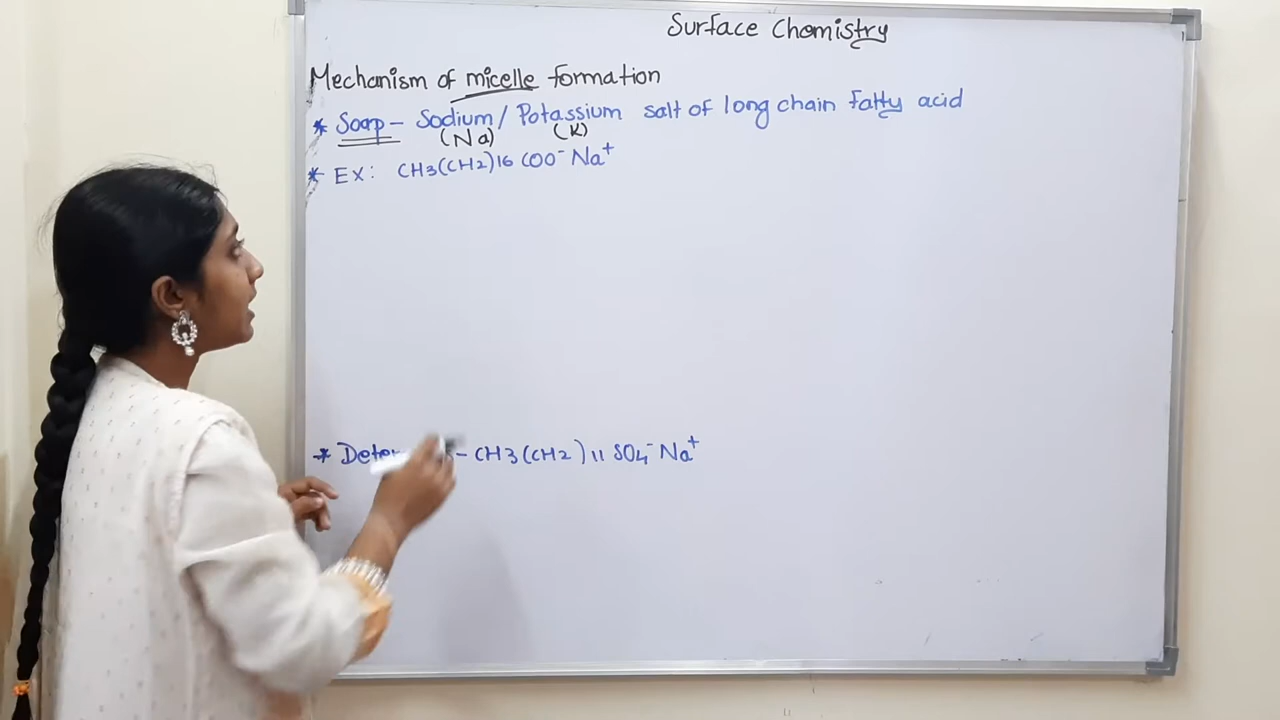 Surface Chemistry
Mechanism of micelle formation
* Soap - Sodium / Potassium salt of long chain fatty acid
(Na) (K)
* Ex: CH3(CH2)16 COO⁻ Na⁺
* - CH3(CH2)11 SO4⁻ Na⁺